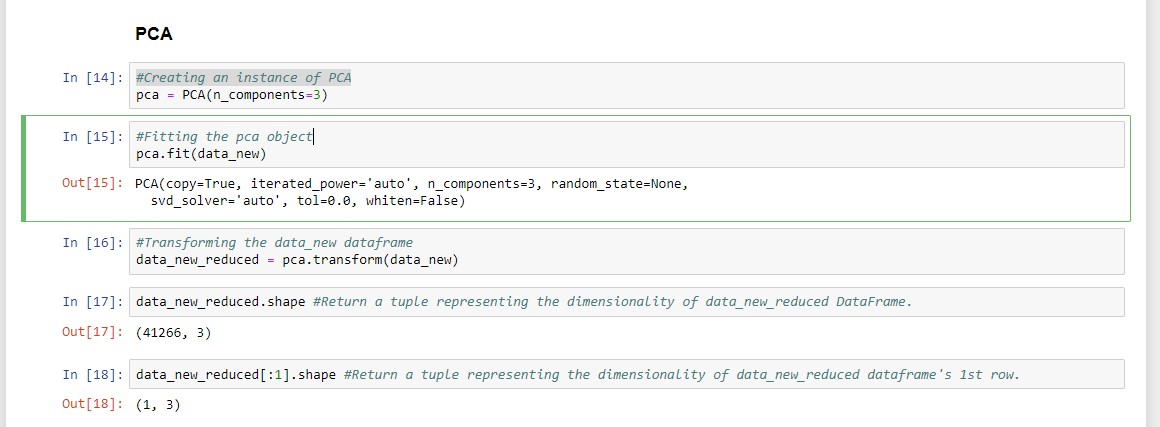 PCA
In [14]: #Creating an instance of PCA
pca = PCA(n_components=3)
In [15]: #Fitting the pca object
pca.fit(data_new)
Out[15]: PCA(copy=True, iterated_power='auto', n_components=3, random_state=None,
svd_solver='auto', tol=0.0, whiten=False)
In [16]: #Transforming the data_new dataframe
data_new_reduced = pca.transform(data_new)
In [17]: data_new_reduced.shape #Return a tuple representing the dimensionality of data_new_reduced DataFrame.
Out[17]: (41266, 3)
In [18]: data_new_reduced[:1].shape #Return a tuple representing the dimensionality of data_new_reduced dataframe's 1st row.
Out[18]: (1, 3)